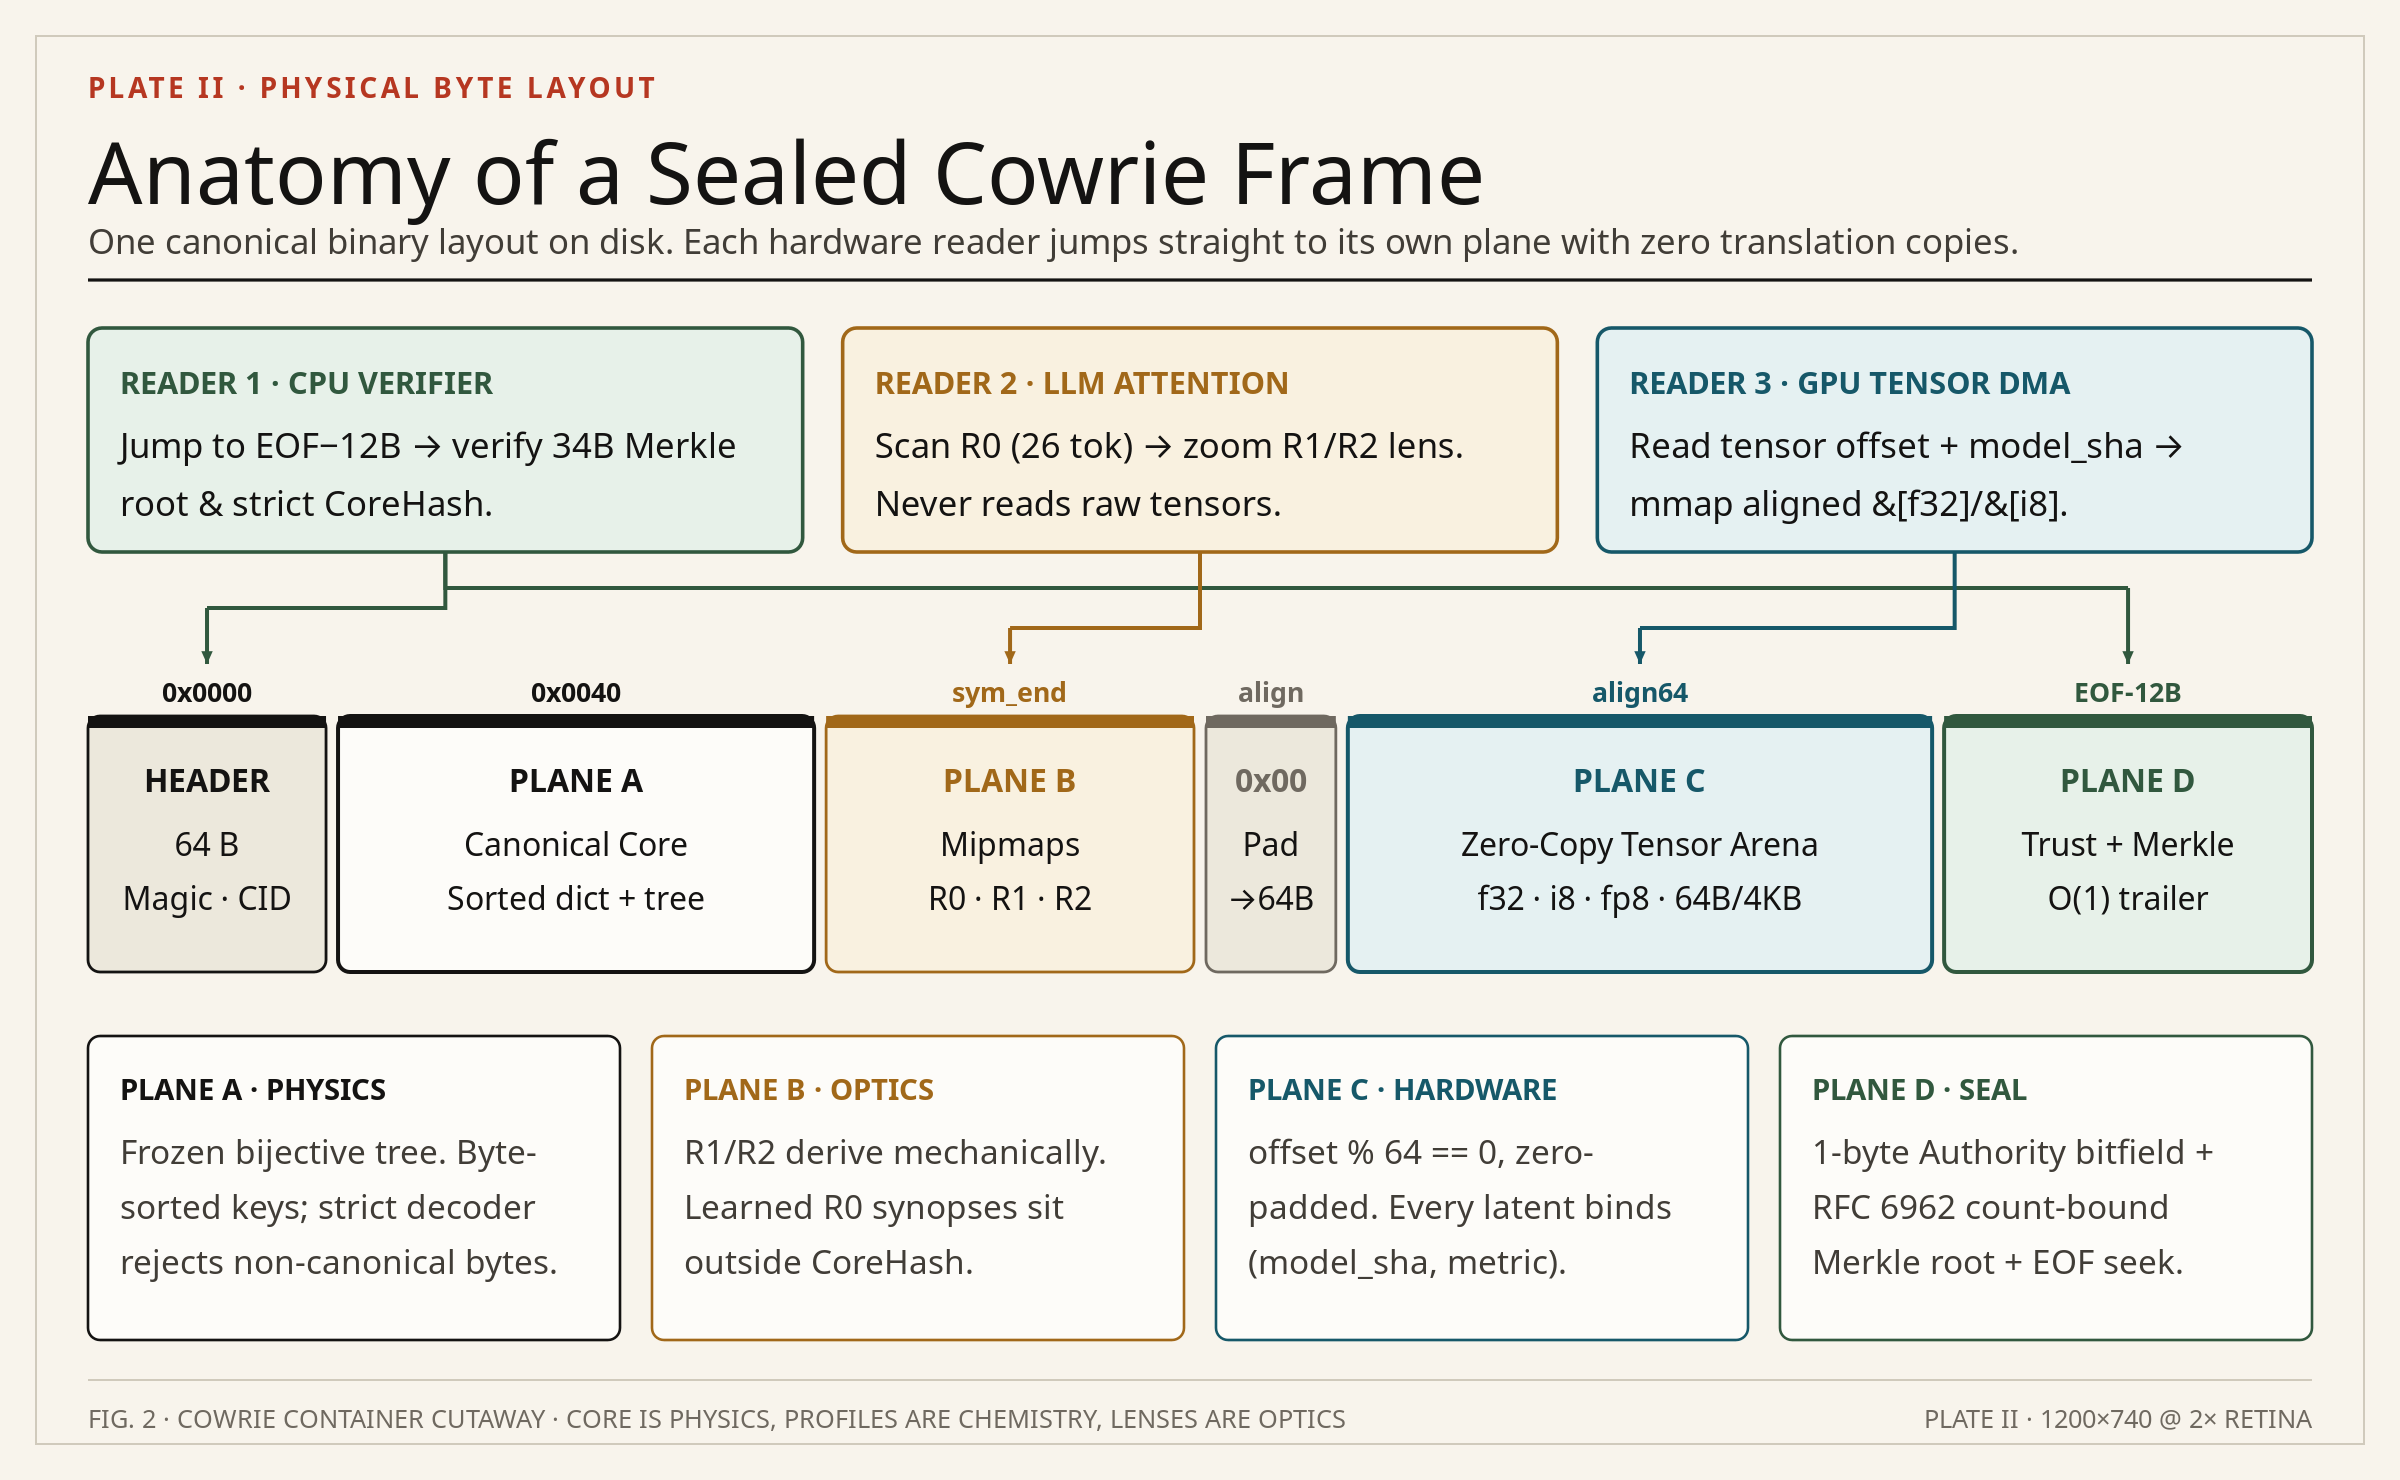 PLATE II · PHYSICAL BYTE LAYOUT
Anatomy of a Sealed Cowrie Frame
One canonical binary layout on disk. Each hardware reader jumps straight to its own plane with zero translation copies.
READER 1 · CPU VERIFIER
Jump to EOF−12B → verify 34B Merkle
root & strict CoreHash.
READER 2 · LLM ATTENTION
Scan R0 (26 tok) → zoom R1/R2 lens.
Never reads raw tensors.
READER 3 · GPU TENSOR DMA
Read tensor offset + model_sha →
mmap aligned &[f32]/&[i8].
0x0000
HEADER
64 B
Magic · CID
0x0040
PLANE A
Canonical Core
Sorted dict + tree
sym_end
PLANE B
Mipmaps
R0 · R1 · R2
align
0x00
Pad
→64B
align64
PLANE C
Zero-Copy Tensor Arena
f32 · i8 · fp8 · 64B/4KB
EOF-12B
PLANE D
Trust + Merkle
O(1) trailer
PLANE A · PHYSICS
Frozen bijective tree. Byte-
sorted keys; strict decoder
rejects non-canonical bytes.
PLANE B · OPTICS
R1/R2 derive mechanically.
Learned R0 synopses sit
outside CoreHash.
PLANE C · HARDWARE
offset % 64 == 0, zero-
padded. Every latent binds
(model_sha, metric).
PLANE D · SEAL
1-byte Authority bitfield +
RFC 6962 count-bound
Merkle root + EOF seek.
FIG. 2 · COWRIE CONTAINER CUTAWAY · CORE IS PHYSICS, PROFILES ARE CHEMISTRY, LENSES ARE OPTICS
PLATE II · 1200×740 @ 2× RETINA